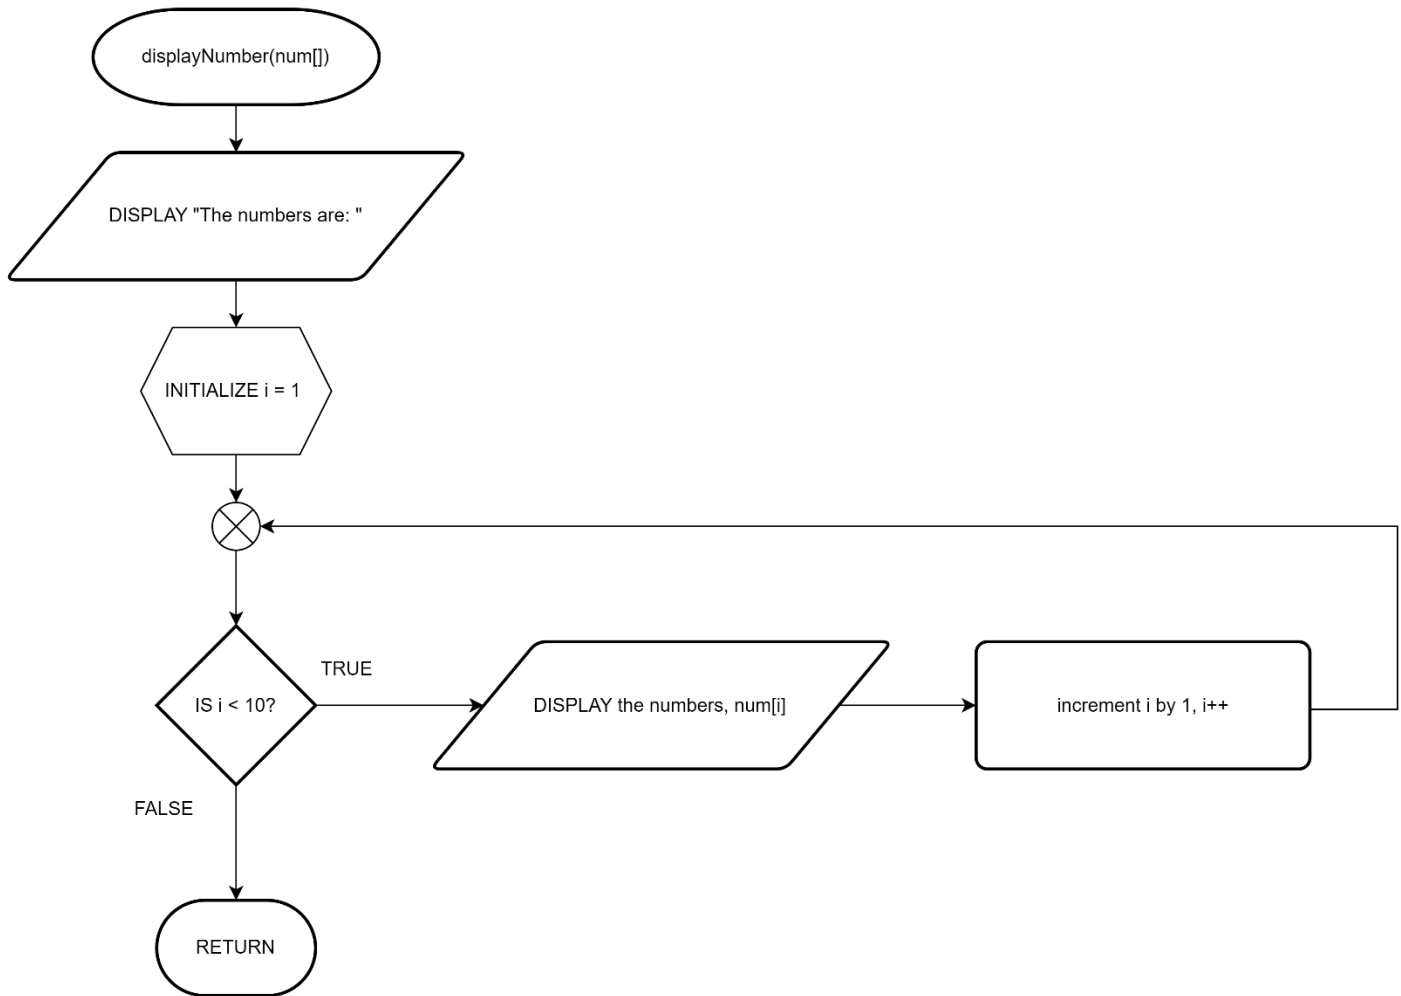 displayNumber(num[])
DISPLAY "The numbers are: "
INITIALIZE i = 1
IS i < 10?
TRUE
DISPLAY the numbers, num[i]
increment i by 1, i++
FALSE
RETURN